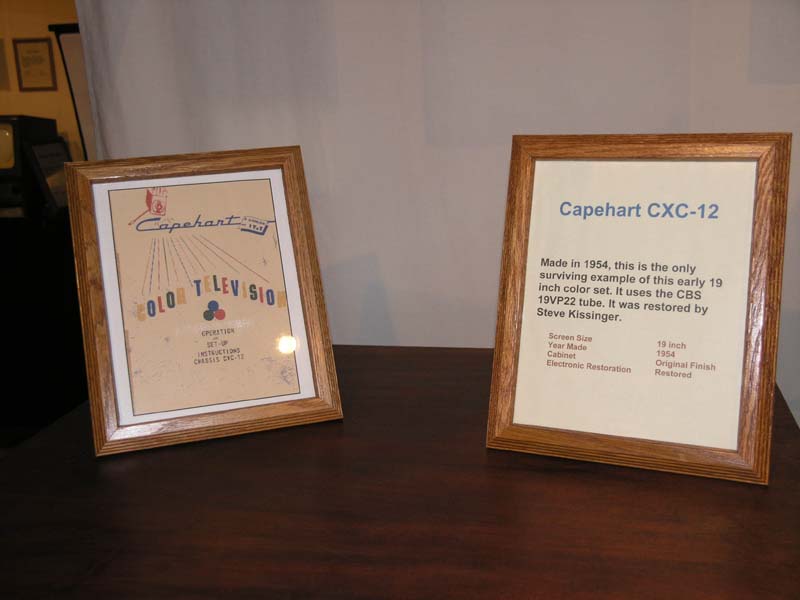 Capehart
COLOR TELEVISION
OPERATION
AND
SET-UP
INSTRUCTIONS
CHASSIS CXC-12
Capehart CXC-12
Made in 1954, this is the only
surviving example of this early 19
inch color set. It uses the CBS
19VP22 tube. It was restored by
Steve Kissinger.
Screen Size 19 inch
Year Made 1954
Cabinet Original Finish
Electronic Restoration Restored